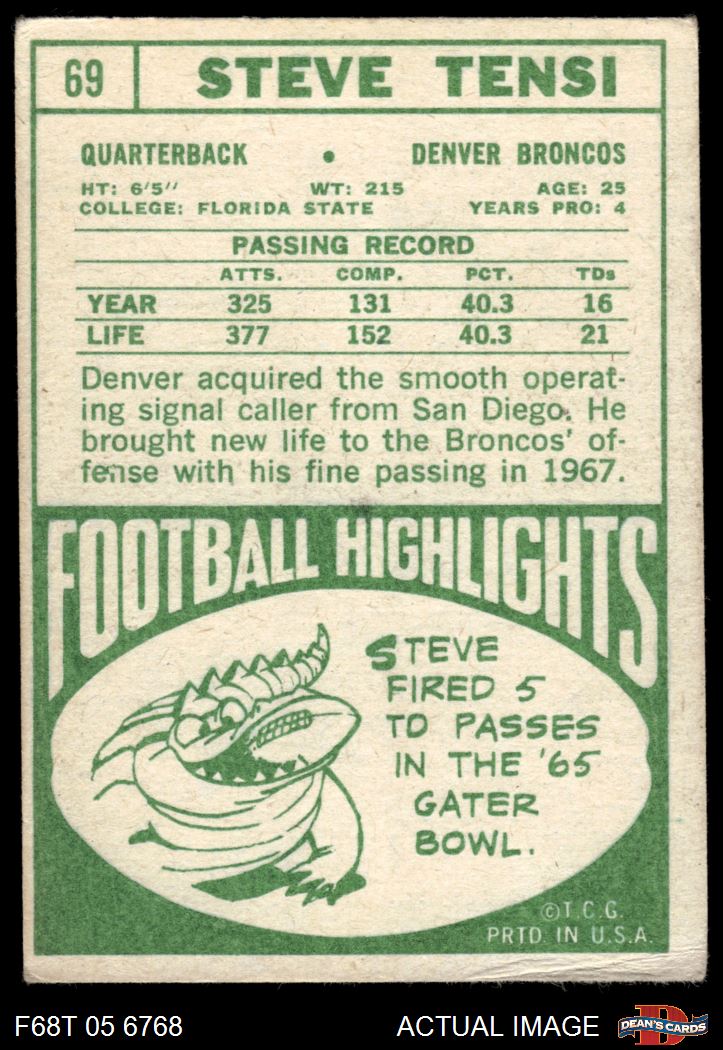 69 STEVE TENSI
QUARTERBACK • DENVER BRONCOS
HT: 6'5'' WT: 215 AGE: 25
COLLEGE: FLORIDA STATE YEARS PRO: 4
PASSING RECORD
ATTS. COMP. PCT. TDs
YEAR 325 131 40.3 16
LIFE 377 152 40.3 21
Denver acquired the smooth operat-
ing signal caller from San Diego. He
brought new life to the Broncos' of-
fense with his fine passing in 1967.
FOOTBALL HIGHLIGHTS
STEVE
FIRED 5
TD PASSES
IN THE '65
GATER
BOWL.
©T.C.G.
PRTD. IN U.S.A.
F68T 05 6768 ACTUAL IMAGE D DEAN'S CARDS